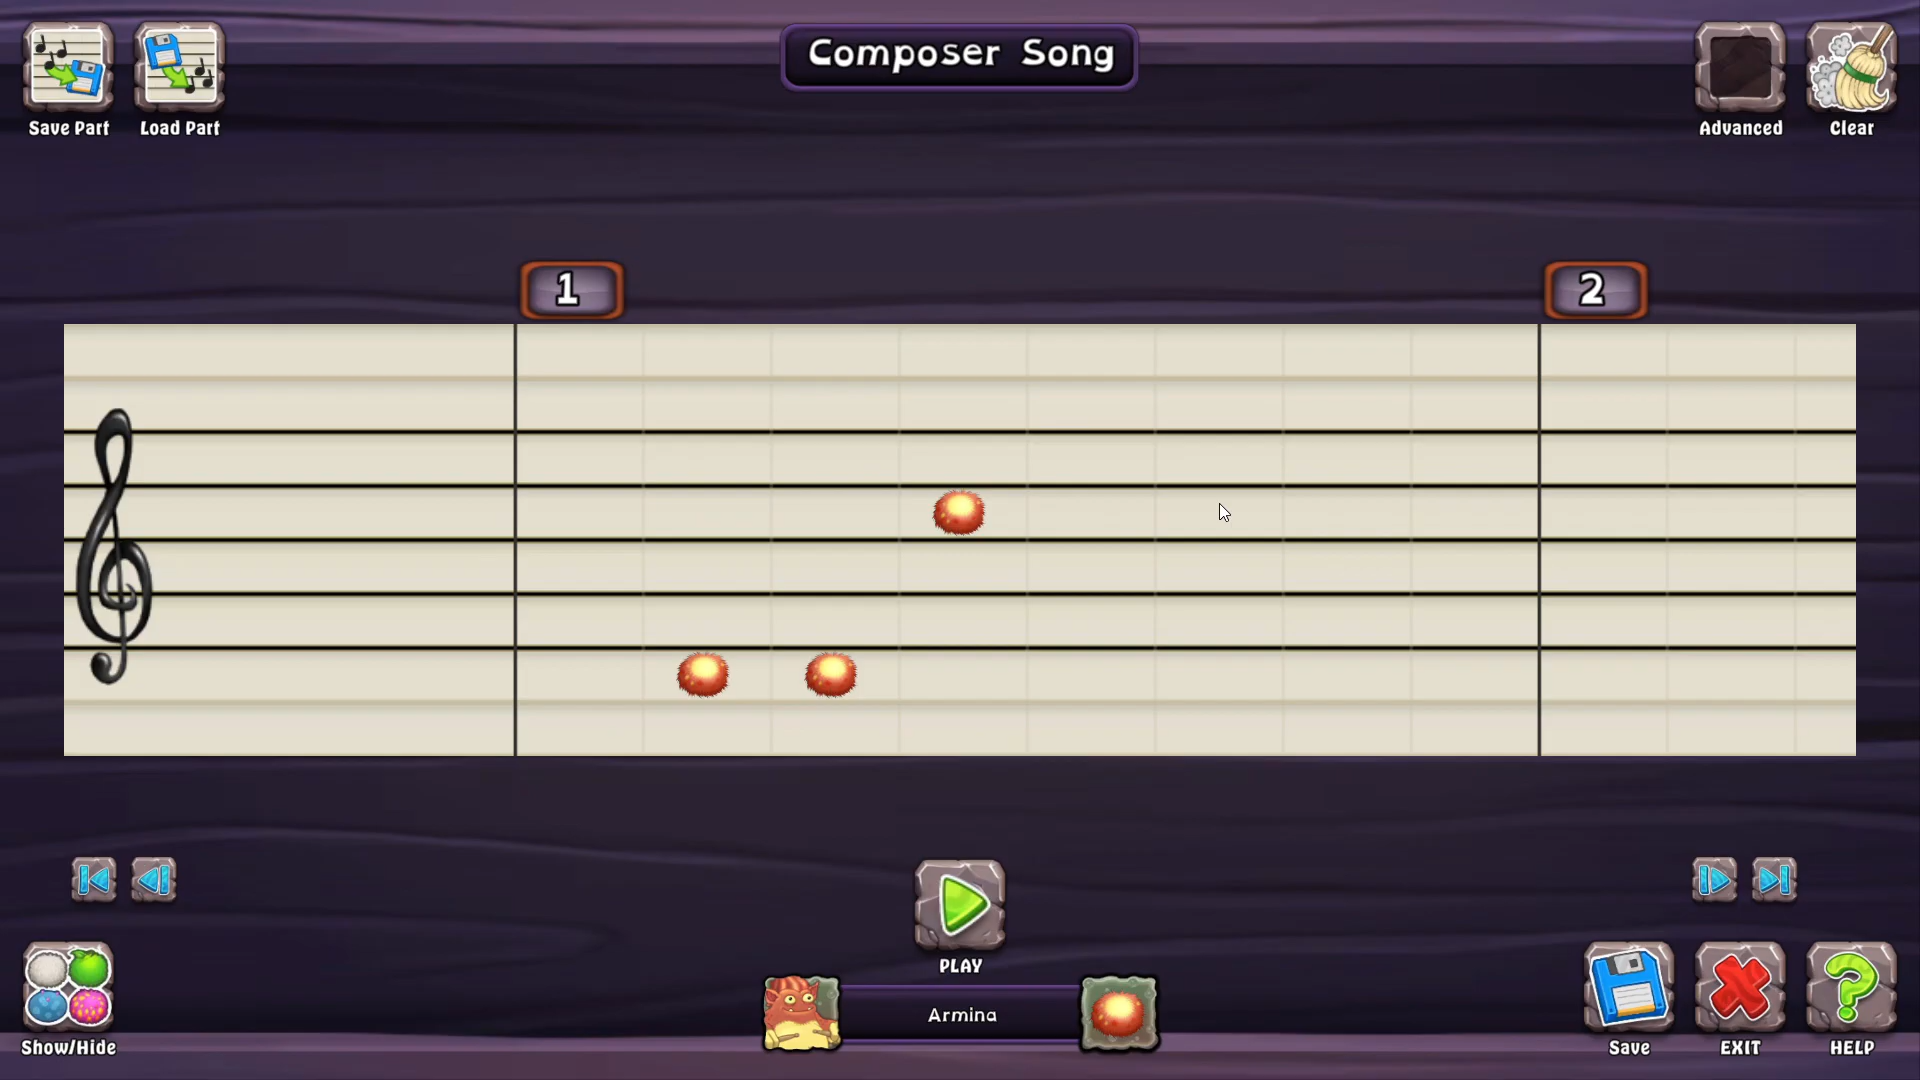 Composer Song
Save Part
Load Part
Advanced
Clear
1
2
PLAY
Armina
Show/Hide
Save
EXIT
HELP